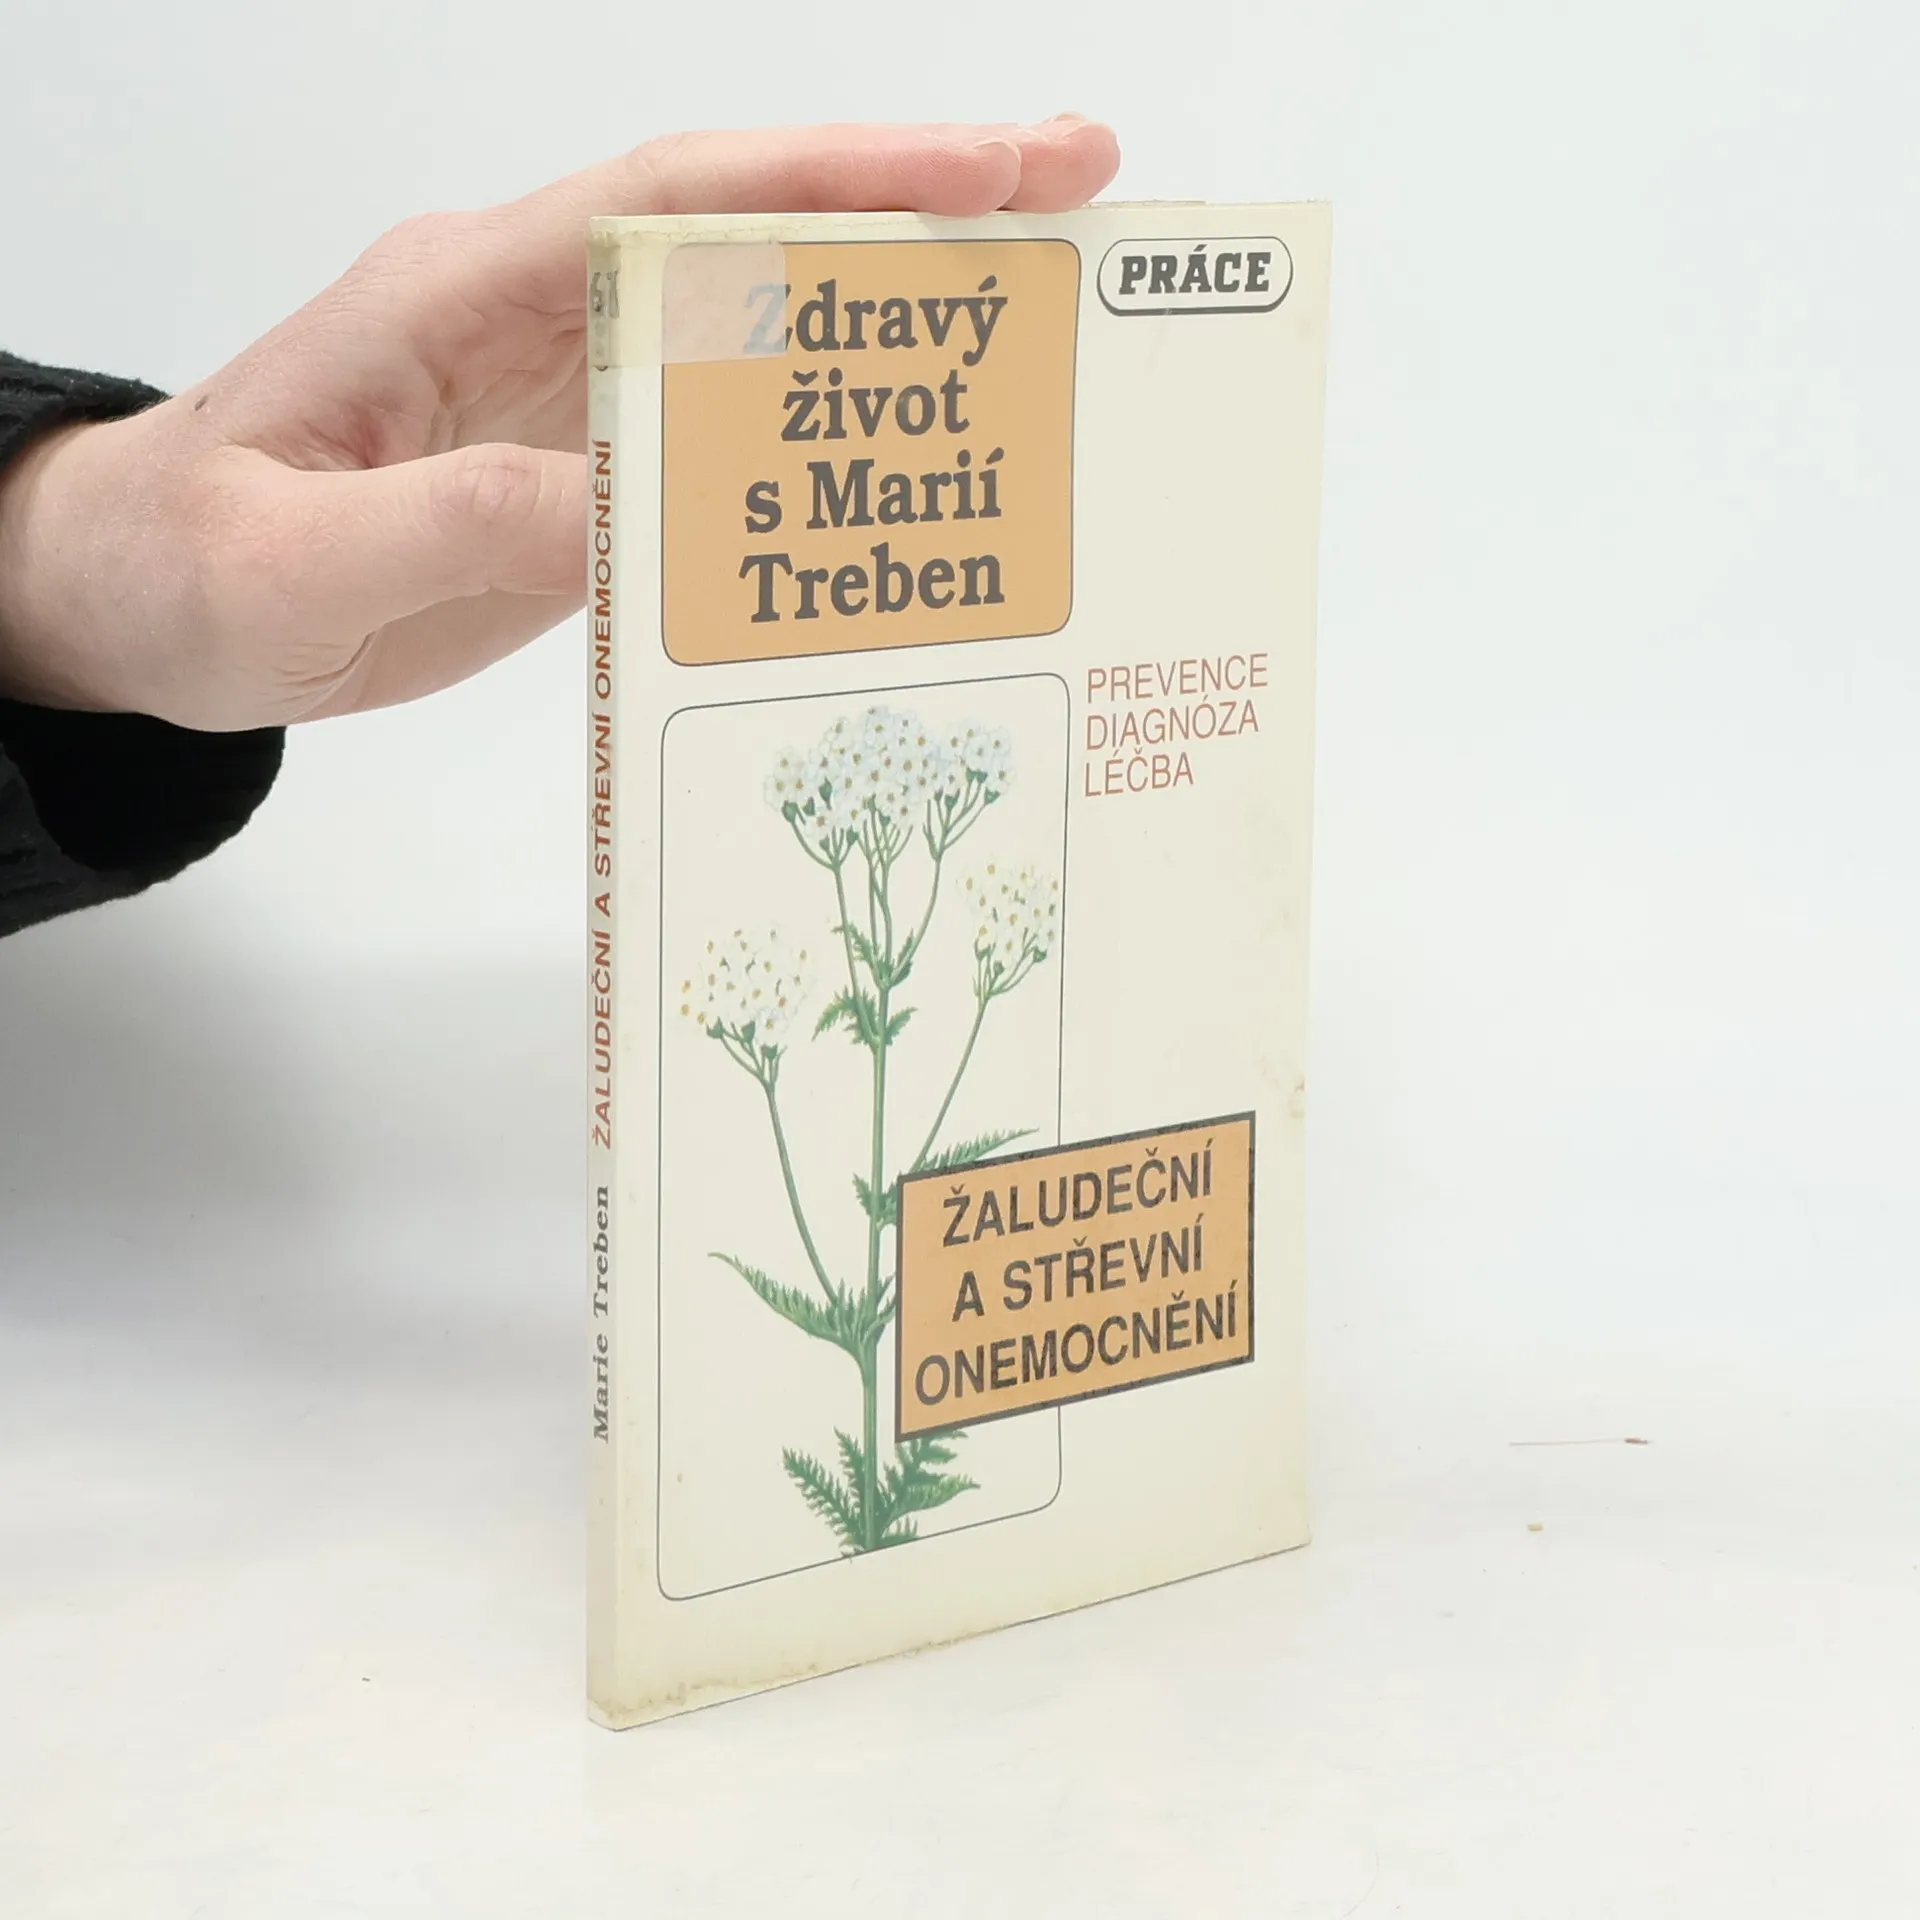 Zdravý
život
s Marií
Treben
PRÁCE
PREVENCE
DIAGNÓZA
LÉČBA
ŽALUDEČNÍ
A STŘEVNÍ
ONEMOCNĚNÍ
Marie Treben ŽALUDEČNÍ A STŘEVNÍ ONEMOCNĚNÍ